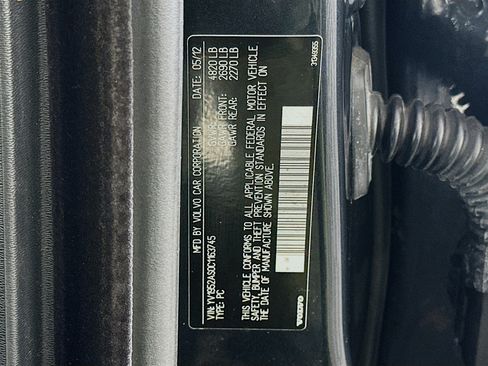 MFD BY VOLVO CAR CORPORATION DATE: 05/12
GVWR: 4820 LB
GAWR FRONT: 2690 LB
GAWR REAR: 2270 LB
VIN: YV1952AS0C1163745
TYPE: PC
THIS VEHICLE CONFORMS TO ALL APPLICABLE FEDERAL MOTOR VEHICLE
SAFETY, BUMPER AND THEFT PREVENTION STANDARDS IN EFFECT ON
THE DATE OF MANUFACTURE SHOWN ABOVE.
VOLVO